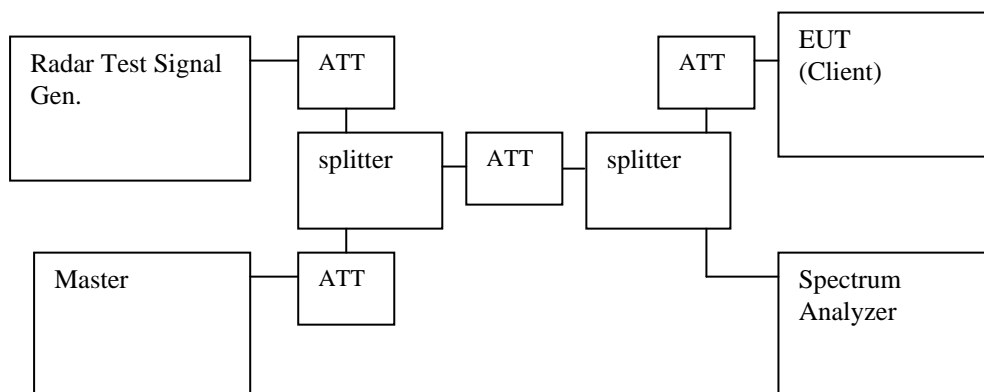 Radar Test Signal
Gen.
ATT
ATT
EUT
(Client)
splitter
ATT
splitter
Master
ATT
Spectrum
Analyzer